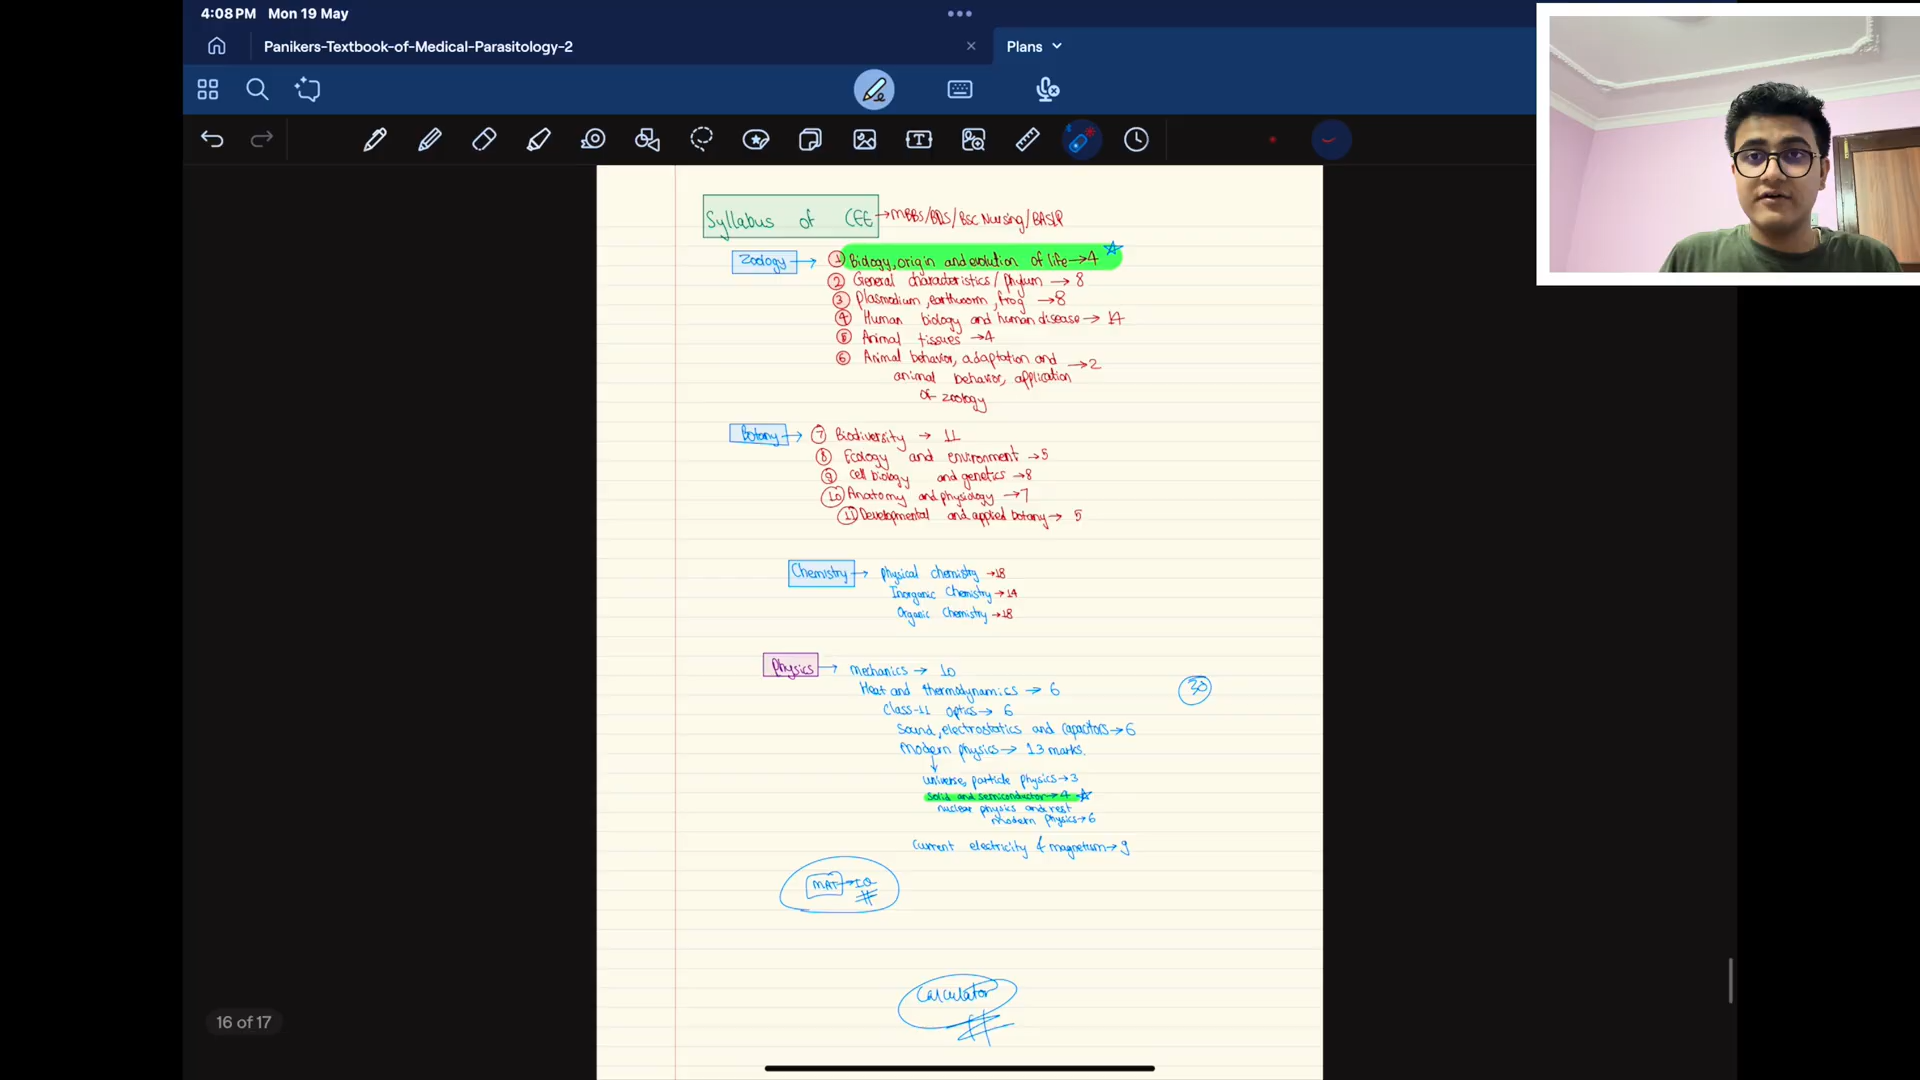 4:08 PM Mon 19 May
Panikers-Textbook-of-Medical-Parasitology-2
Plans
Syllabus of CEE → MBBS/BDS/BSC Nursing/BASLP
Zoology → ① Biology, origin and evolution of life → 4
② General characteristics/ phylum → 8
③ Plasmodium, earthworm, frog → 8
④ Human biology and human disease → 14
⑤ Animal tissues → 4
⑥ Animal behavior, adaptation and → 2
animal behavior, application
of zoology
Botany → ⑦ Biodiversity → 11
⑧ Ecology and environment → 5
⑨ Cell biology and genetics → 8
⑩ Anatomy and physiology → 7
⑪ Developmental and applied botany → 5
Chemistry → Physical chemistry → 18
Inorganic Chemistry → 14
Organic Chemistry → 18
Physics → mechanics → 10
Heat and thermodynamics → 6
30
Class-11 optics → 6
Sound, electrostatics and capacitors → 6
Modern physics → 13 marks.
universe, particle physics → 3
solid and semiconductor → 4
nuclear physics and rest
modern physics → 6
Current electricity & magnetism → 9
MAT
Calculator
16 of 17